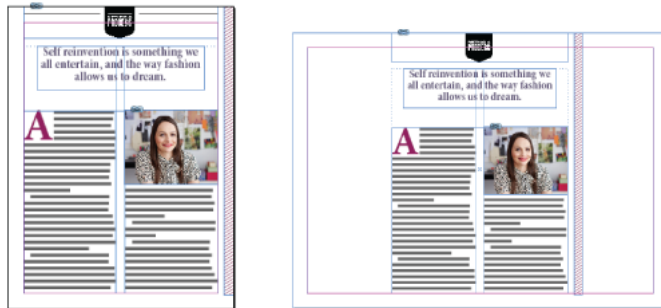 Self reinvention is something we
all entertain, and the way fashion
allows us to dream.
A
Self reinvention is something we
all entertain, and the way fashion
allows us to dream.
A